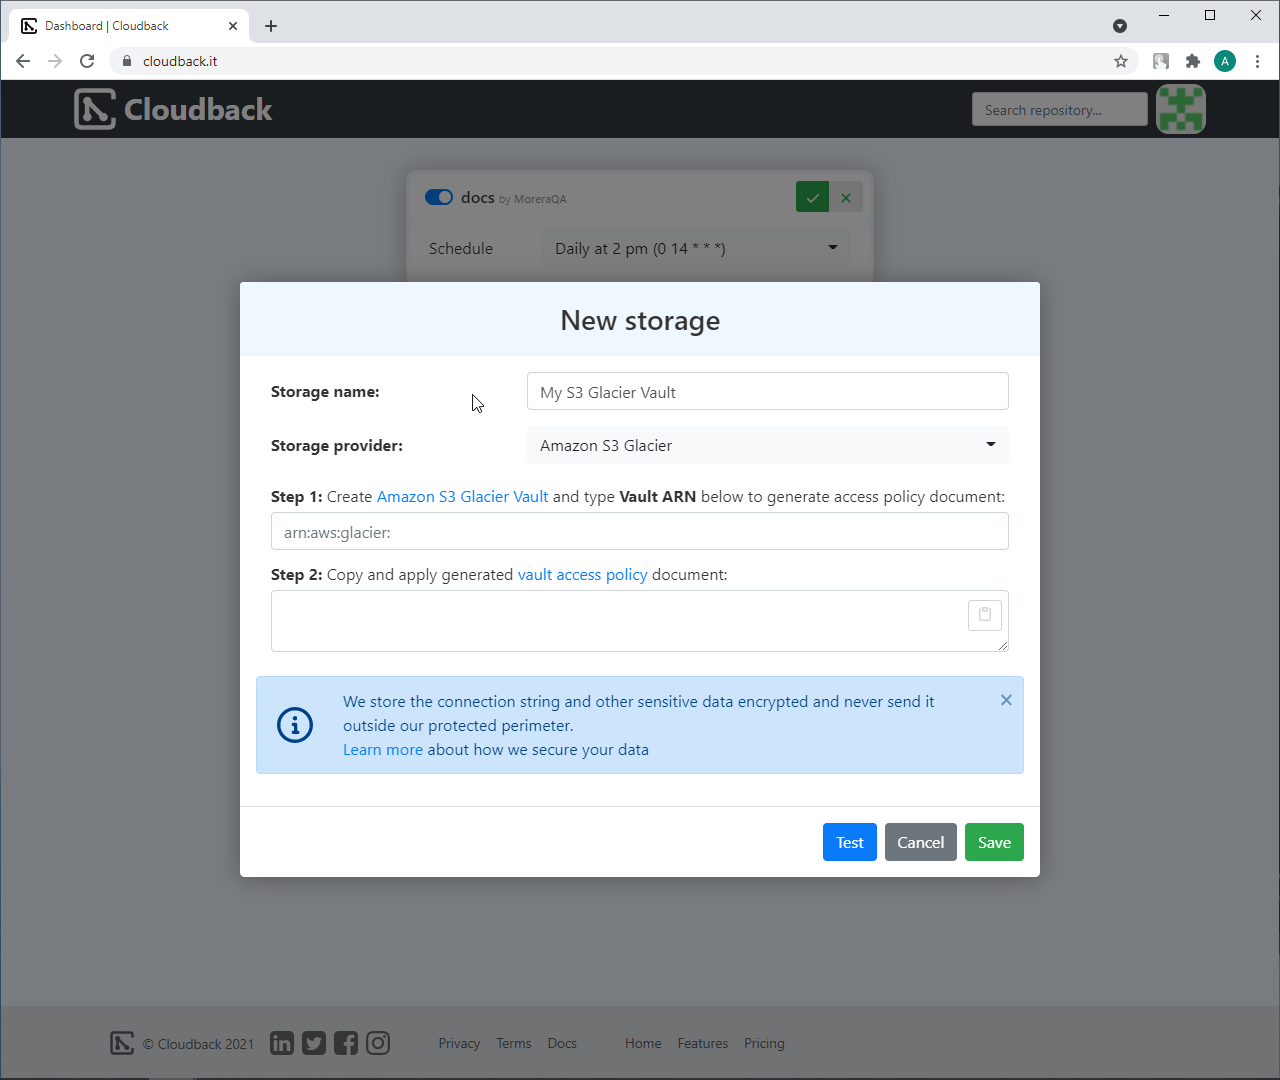 Dashboard | Cloudback
cloudback.it
A
Cloudback
Search repository...
docs by MoreraQA
Schedule
Daily at 2 pm (0 14 * * *)
New storage
Storage name:
My S3 Glacier Vault
Storage provider:
Amazon S3 Glacier
Step 1: Create Amazon S3 Glacier Vault and type Vault ARN below to generate access policy document:
arn:aws:glacier:
Step 2: Copy and apply generated vault access policy document:
We store the connection string and other sensitive data encrypted and never send it
outside our protected perimeter.
Learn more about how we secure your data
Test
Cancel
Save
© Cloudback 2021
Privacy
Terms
Docs
Home
Features
Pricing